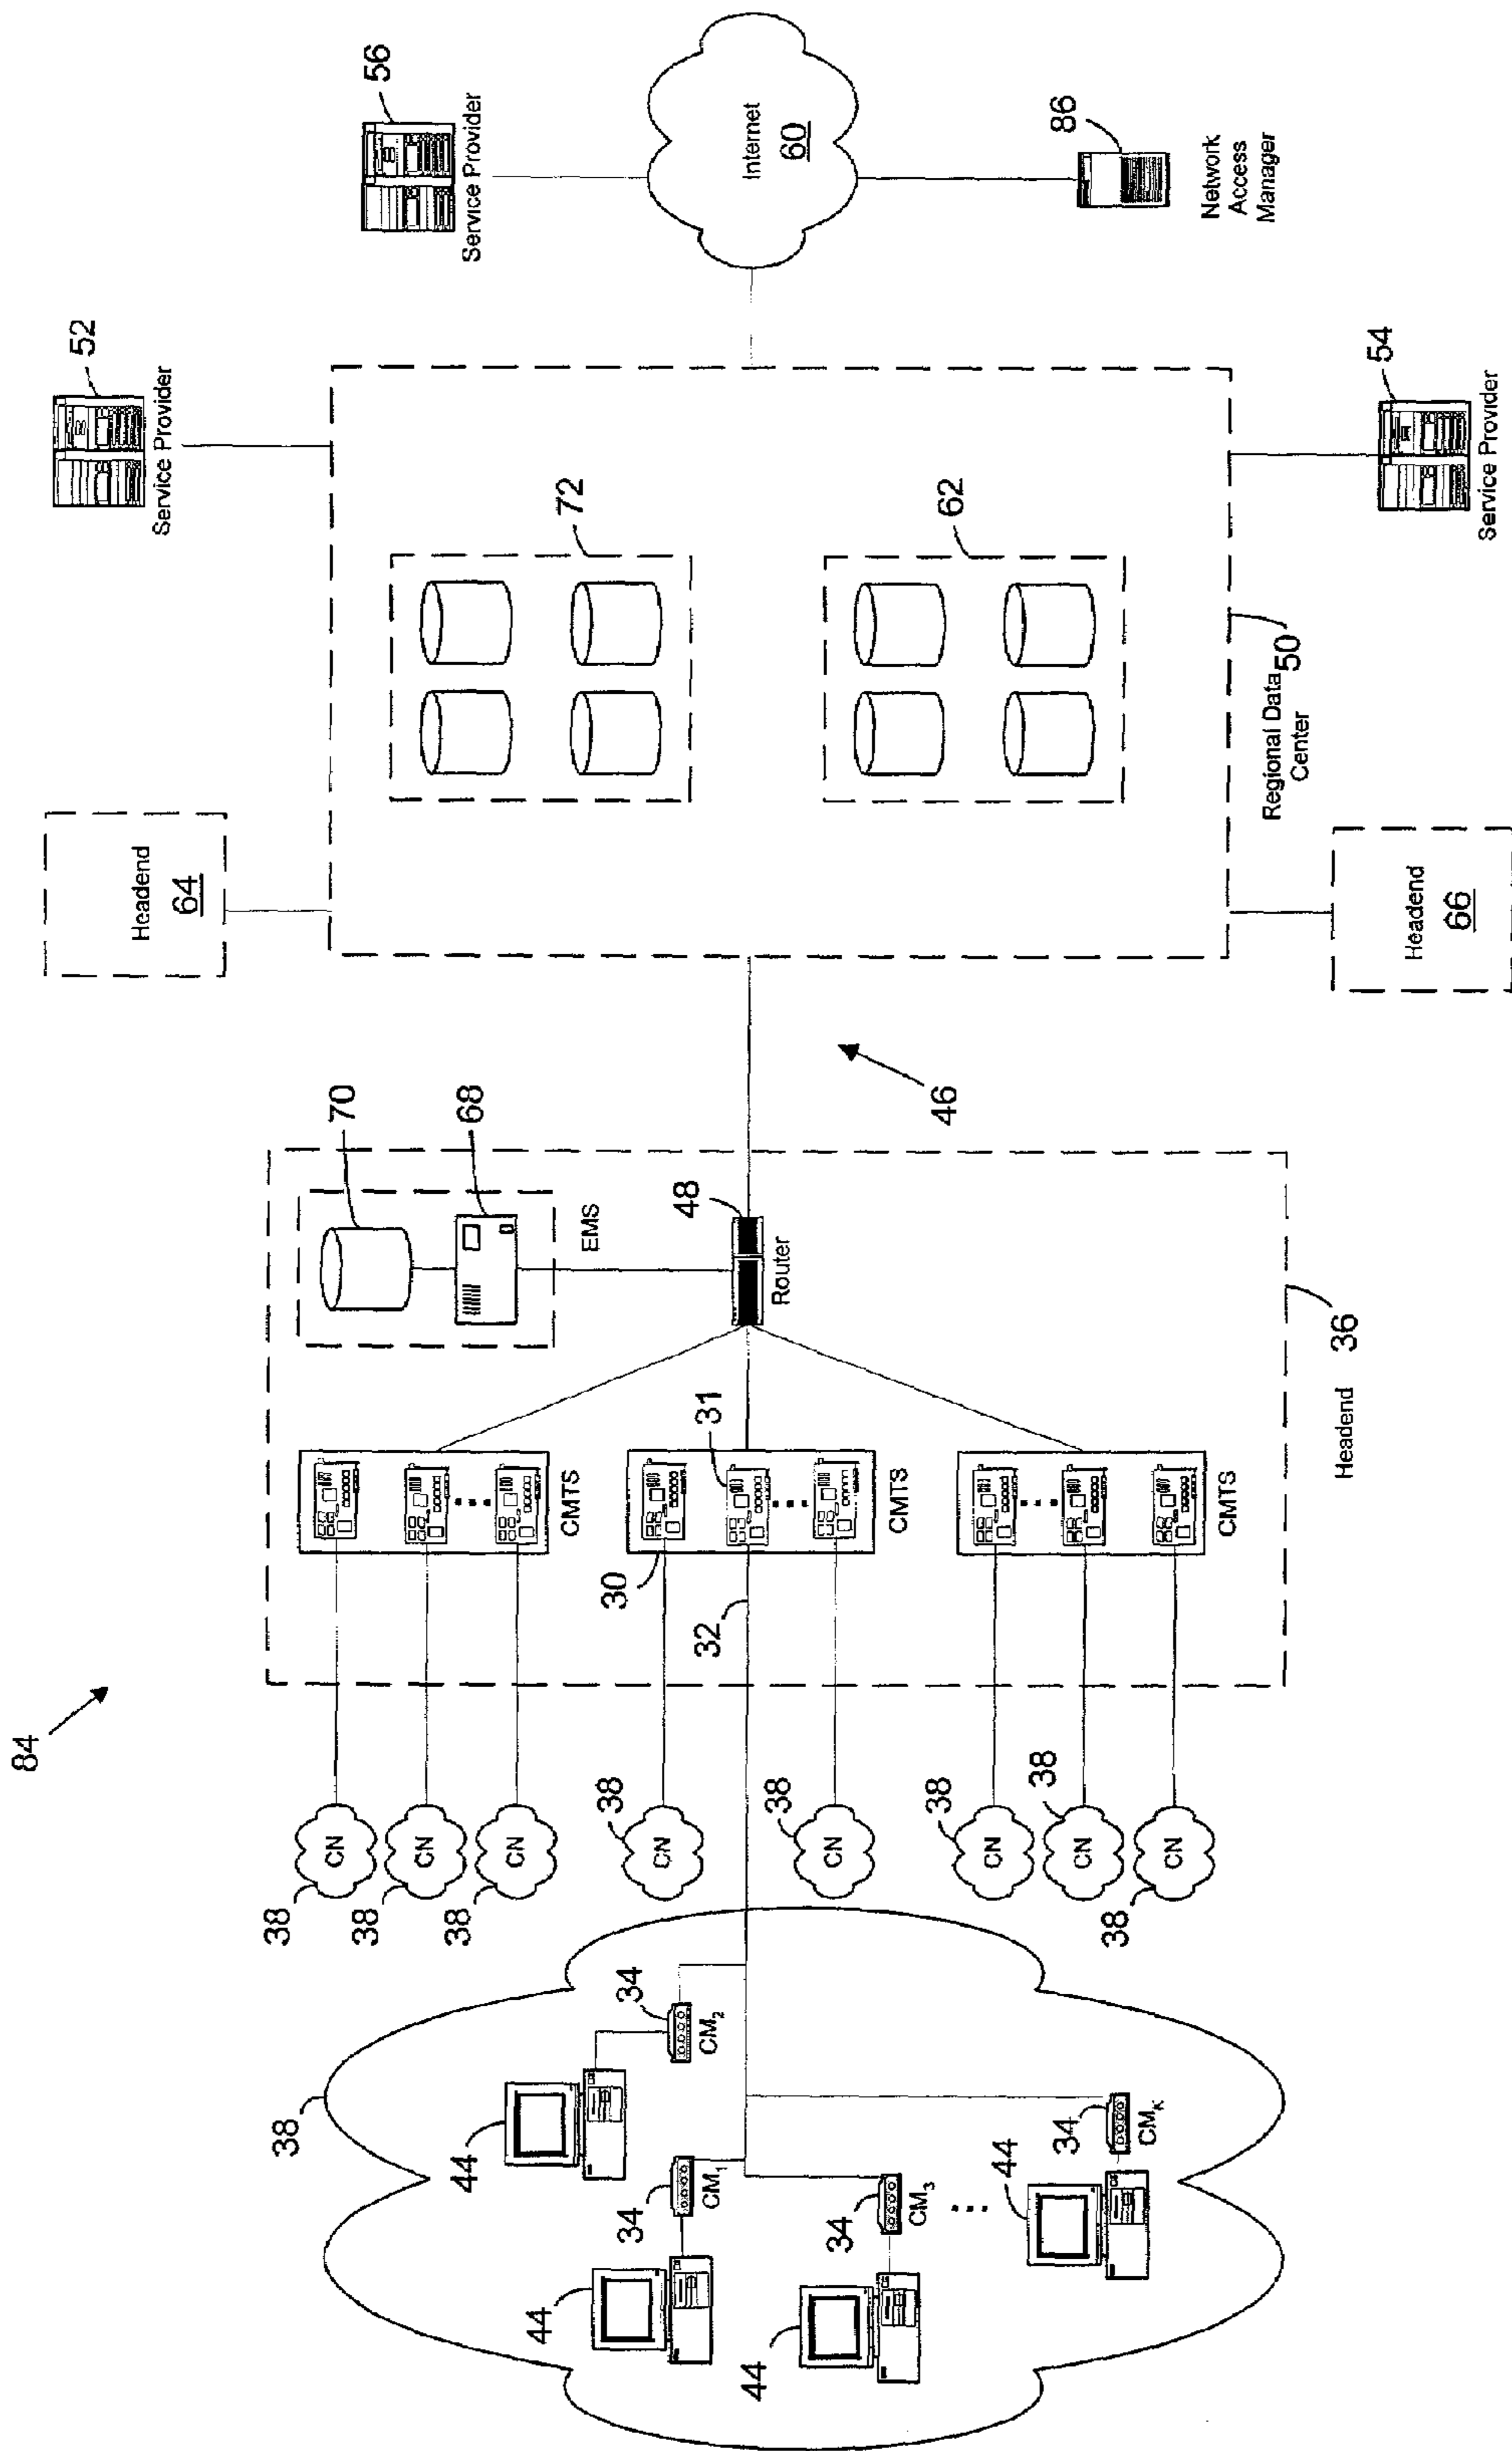 84
38
44
34
CM₁
44
34
CM₂
44
34
CM₃
44
34
CM_K
38
CN
38
CN
38
CN
38
CN
38
CN
38
CN
38
CN
38
CN
32
30
31
CMTS
CMTS
CMTS
70
68
EMS
48
Router
Headend
36
46
Headend
64
Headend
66
72
62
Regional Data
Center
50
52
Service Provider
54
Service Provider
56
Service Provider
Internet
60
86
Network
Access
Manager